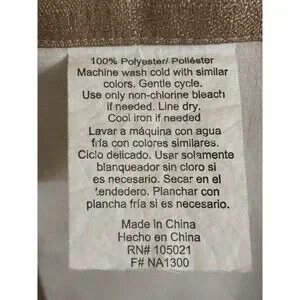 100% Polyester/ Poliéster
Machine wash cold with similar
colors. Gentle cycle.
Use only non-chlorine bleach
if needed. Line dry.
Cool iron if needed
Lavar a máquina con agua
fría con colores similares.
Ciclo delicado. Usar solamente
blanqueador sin cloro si
es necesario. Secar en el
tendedero. Planchar con
plancha fría si es necesario.
Made in China
Hecho en China
RN# 105021
F# NA1300